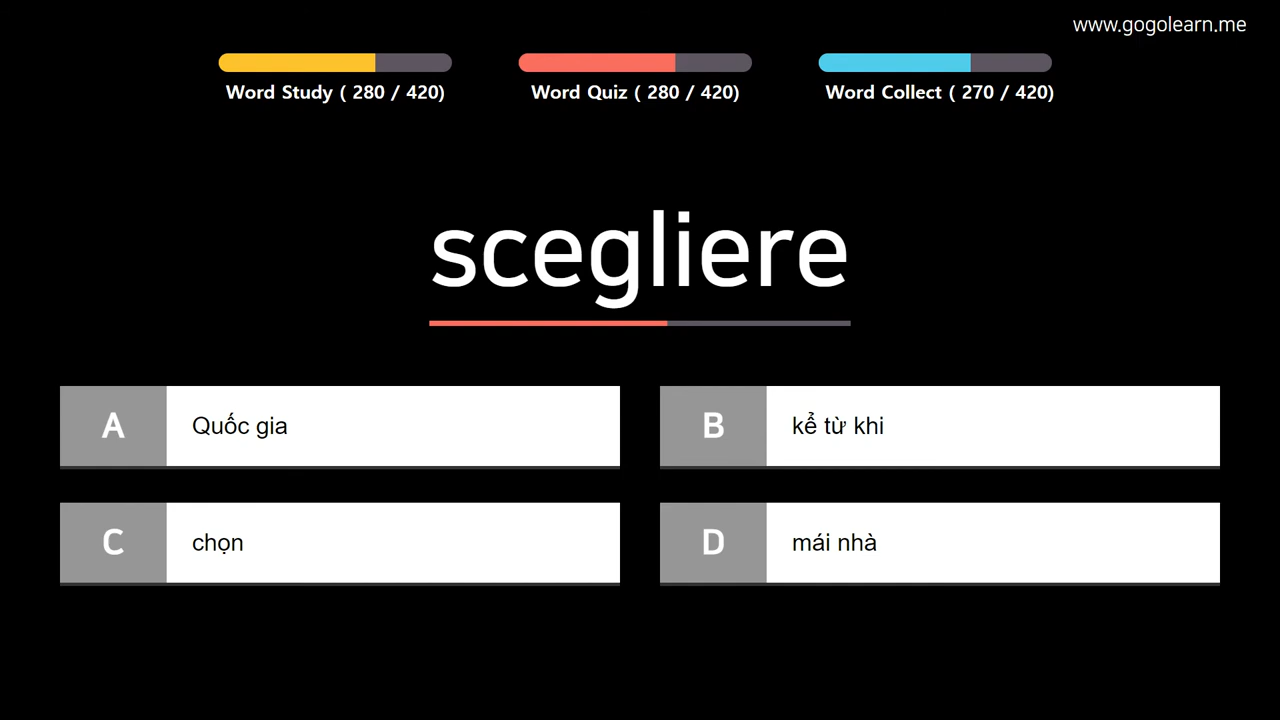 www.gogolearn.me
Word Study ( 280 / 420)
Word Quiz ( 280 / 420)
Word Collect ( 270 / 420)
scegliere
A
Quốc gia
B
kể từ khi
C
chọn
D
mái nhà